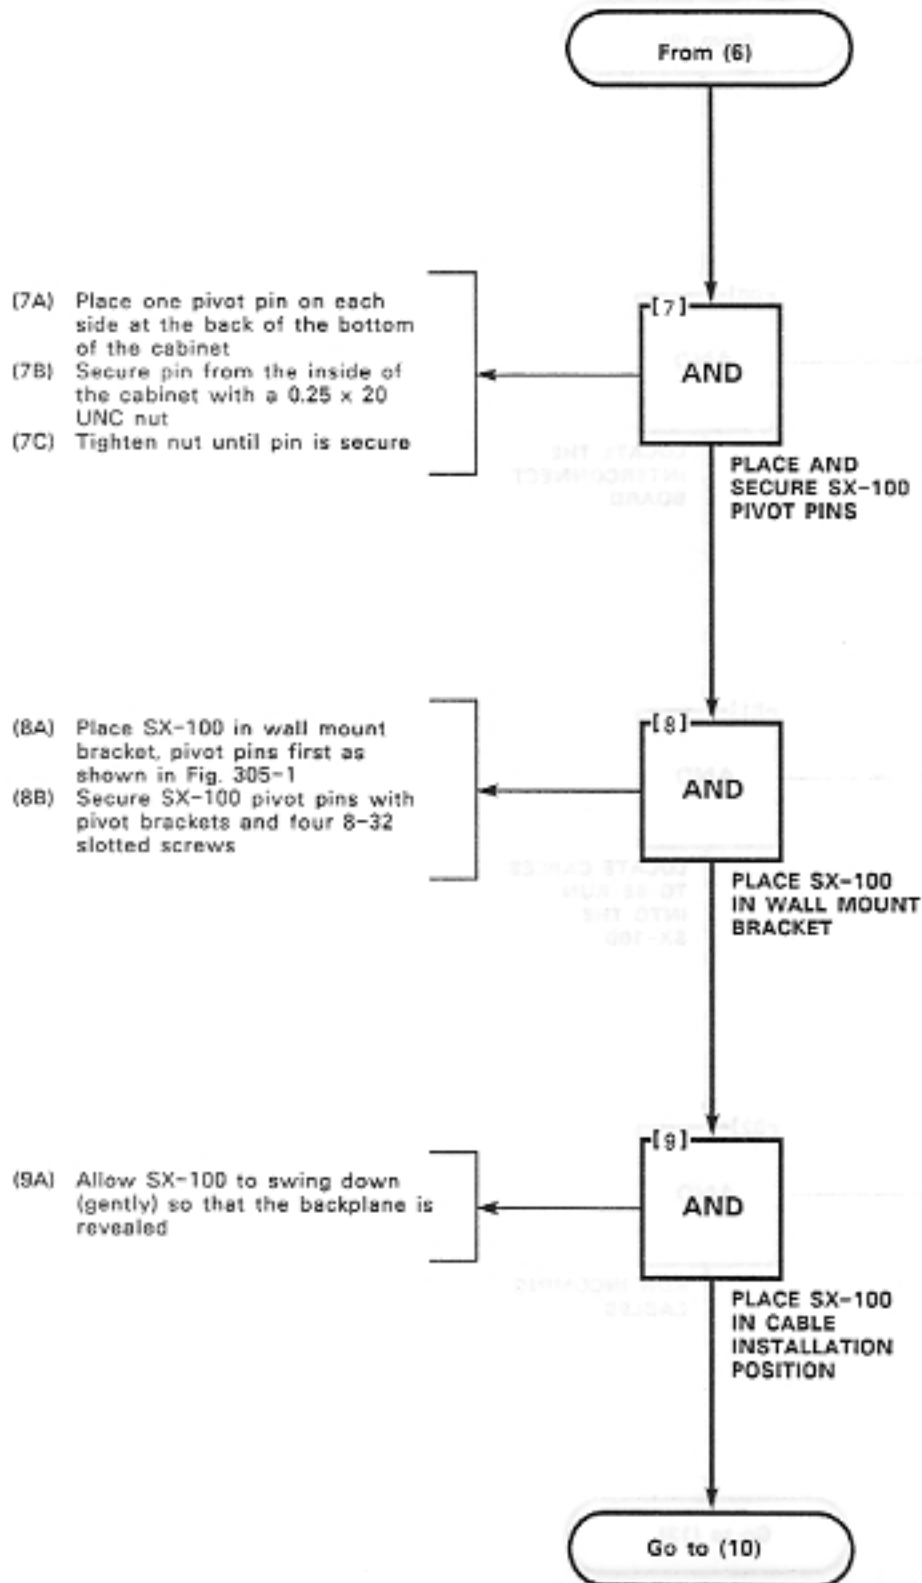 From (6)
[7]
AND
PLACE AND
SECURE SX-100
PIVOT PINS
(7A) Place one pivot pin on each
side at the back of the bottom
of the cabinet
(7B) Secure pin from the inside of
the cabinet with a 0.25 x 20
UNC nut
(7C) Tighten nut until pin is secure
[8]
AND
PLACE SX-100
IN WALL MOUNT
BRACKET
(8A) Place SX-100 in wall mount
bracket, pivot pins first as
shown in Fig. 305-1
(8B) Secure SX-100 pivot pins with
pivot brackets and four 8-32
slotted screws
[9]
AND
PLACE SX-100
IN CABLE
INSTALLATION
POSITION
(9A) Allow SX-100 to swing down
(gently) so that the backplane is
revealed
Go to (10)